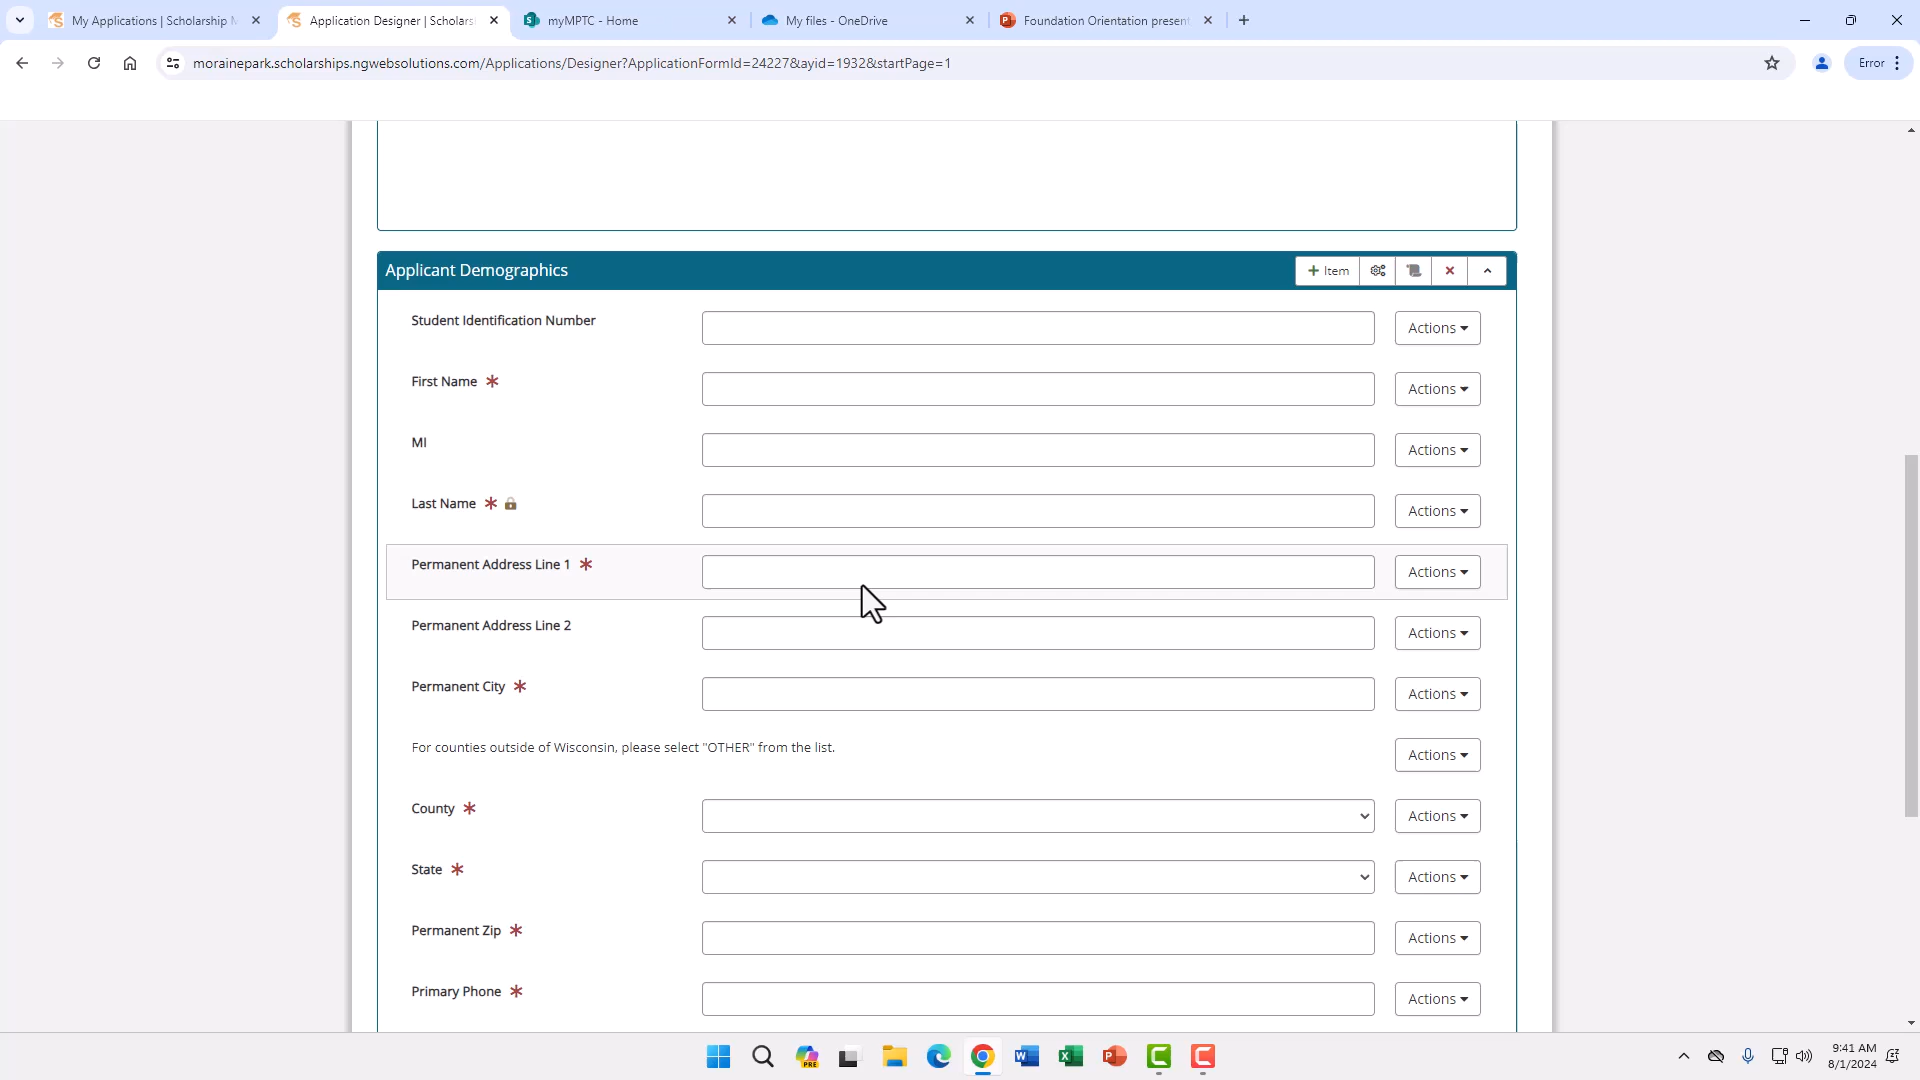 My Applications | Scholarship M
Application Designer | Scholars
myMPTC - Home
My files - OneDrive
Foundation Orientation present
morainepark.scholarships.ngwebsolutions.com/Applications/Designer?ApplicationFormId=24227&ayid=1932&startPage=1
Error
Applicant Demographics
+ Item
Student Identification Number
Actions
First Name *
Actions
MI
Actions
Last Name *
Actions
Permanent Address Line 1 *
Actions
Permanent Address Line 2
Actions
Permanent City *
Actions
For counties outside of Wisconsin, please select "OTHER" from the list.
Actions
County *
Actions
State *
Actions
Permanent Zip *
Actions
Primary Phone *
Actions
PRE
9:41 AM
8/1/2024